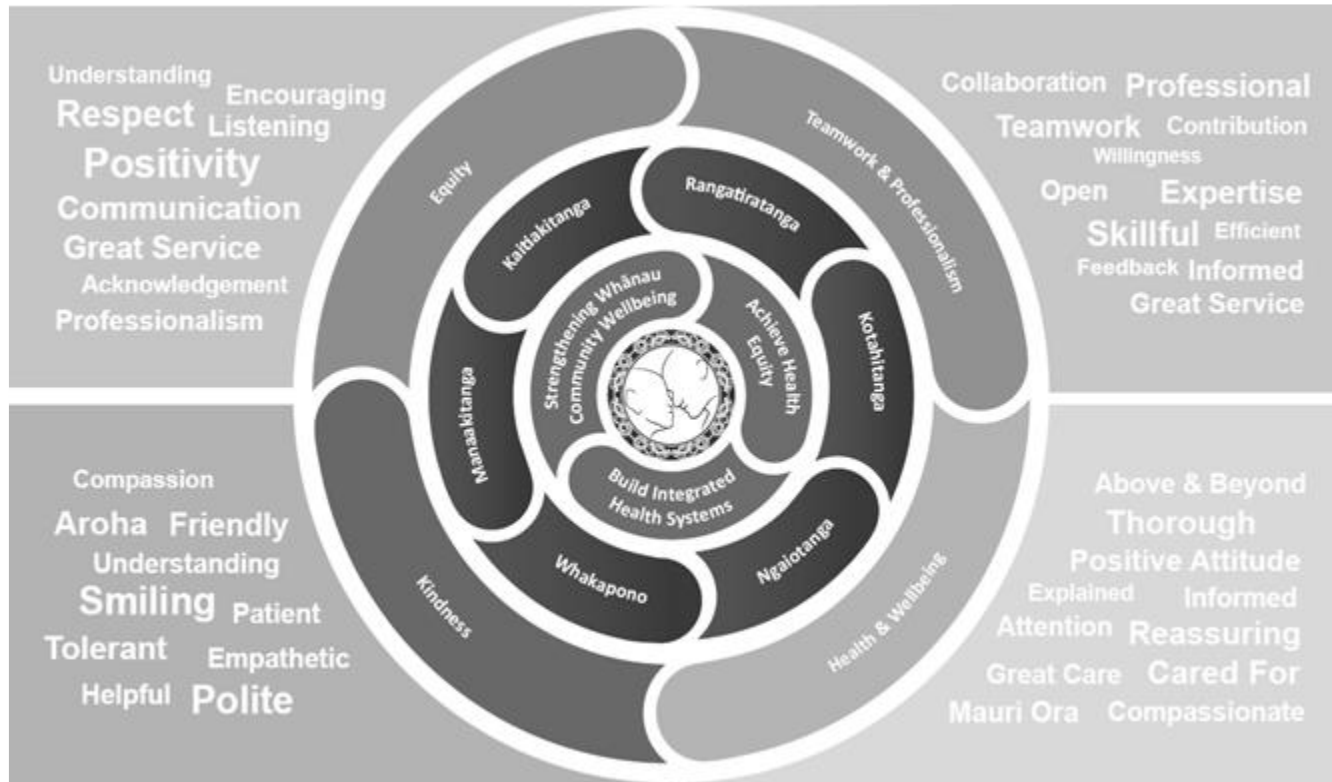 Understanding
Encouraging
Respect
Listening
Positivity
Communication
Great Service
Acknowledgement
Professionalism
Collaboration
Professional
Teamwork
Contribution
Willingness
Open
Expertise
Skillful
Efficient
Feedback
Informed
Great Service
Equity
Teamwork & Professionalism
Kaitiakitanga
Rangatiratanga
Kotahitanga
Ngaiotanga
Whakapono
Manaakitanga
Strengthening Whānau
Community Wellbeing
Achieve Health
Equity
Build Integrated
Health Systems
Kindness
Health & Wellbeing
Compassion
Aroha
Friendly
Understanding
Smiling
Patient
Tolerant
Empathetic
Helpful
Polite
Above & Beyond
Thorough
Positive Attitude
Explained
Informed
Attention
Reassuring
Great Care
Cared For
Mauri Ora
Compassionate